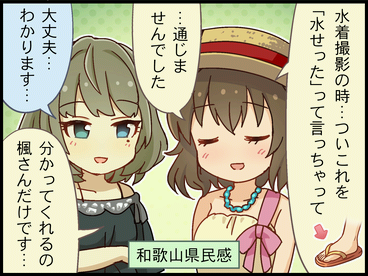 水着撮影の時…ついこれを
「水せった」って言っちゃって
…通じま
せんでした
大丈夫…
わかります…
分かってくれるの
楓さんだけです…
和歌山県民感